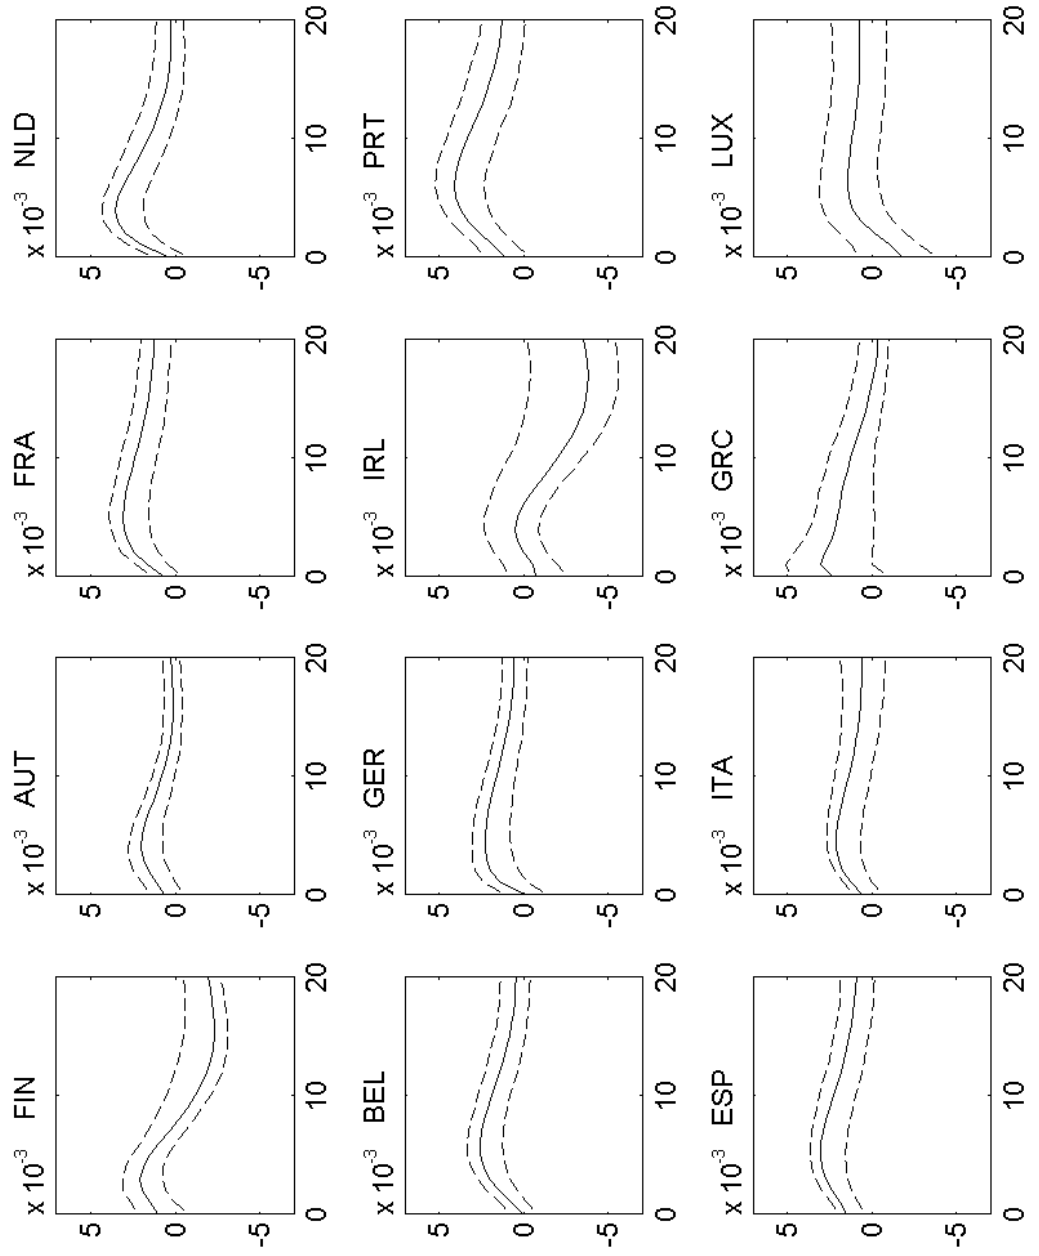 x 10⁻³ FIN
5
0
-5
0 10 20
x 10⁻³ AUT
5
0
-5
0 10 20
x 10⁻³ FRA
5
0
-5
0 10 20
x 10⁻³ NLD
5
0
-5
0 10 20
x 10⁻³ BEL
5
0
-5
0 10 20
x 10⁻³ GER
5
0
-5
0 10 20
x 10⁻³ IRL
5
0
-5
0 10 20
x 10⁻³ PRT
5
0
-5
0 10 20
x 10⁻³ ESP
5
0
-5
0 10 20
x 10⁻³ ITA
5
0
-5
0 10 20
x 10⁻³ GRC
5
0
-5
0 10 20
x 10⁻³ LUX
5
0
-5
0 10 20